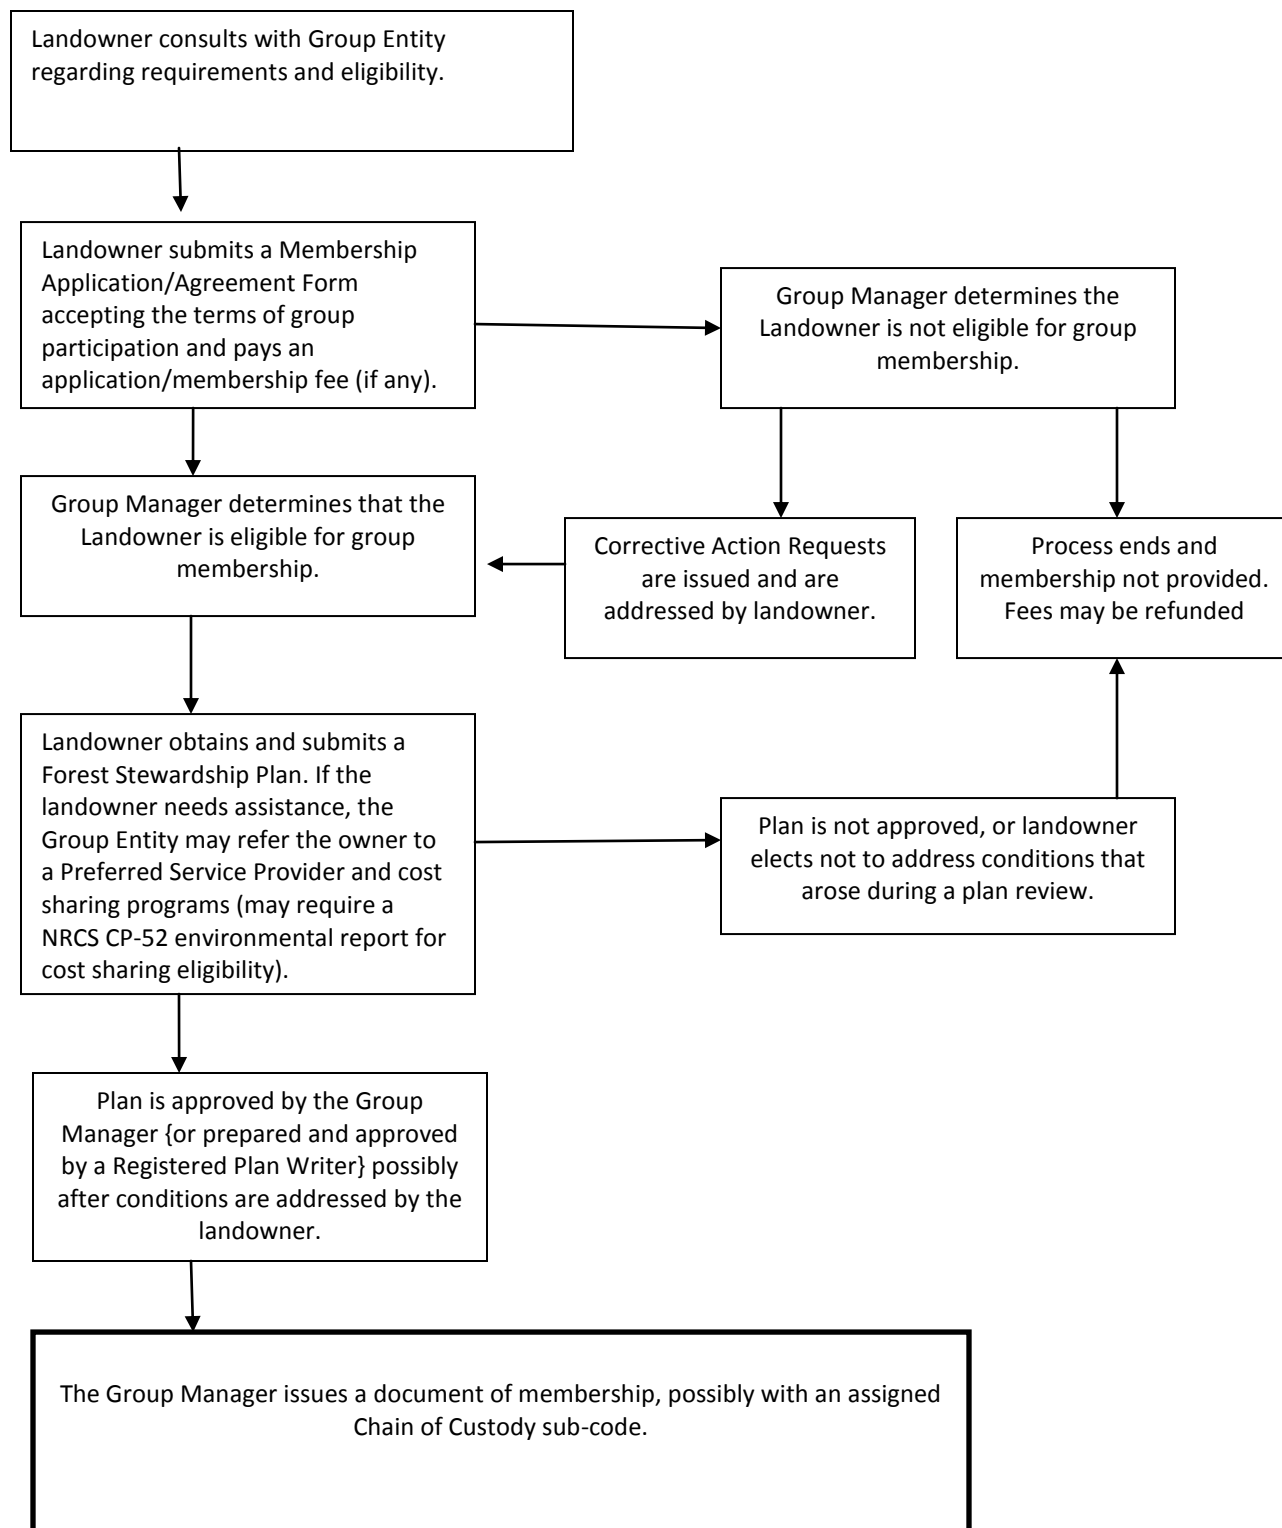 Landowner consults with Group Entity
regarding requirements and eligibility.
Landowner submits a Membership
Application/Agreement Form
accepting the terms of group
participation and pays an
application/membership fee (if any).
Group Manager determines the
Landowner is not eligible for group
membership.
Group Manager determines that the
Landowner is eligible for group
membership.
Corrective Action Requests
are issued and are
addressed by landowner.
Process ends and
membership not provided.
Fees may be refunded
Landowner obtains and submits a
Forest Stewardship Plan. If the
landowner needs assistance, the
Group Entity may refer the owner to
a Preferred Service Provider and cost
sharing programs (may require a
NRCS CP-52 environmental report for
cost sharing eligibility).
Plan is not approved, or landowner
elects not to address conditions that
arose during a plan review.
Plan is approved by the Group
Manager {or prepared and approved
by a Registered Plan Writer} possibly
after conditions are addressed by the
landowner.
The Group Manager issues a document of membership, possibly with an assigned
Chain of Custody sub-code.